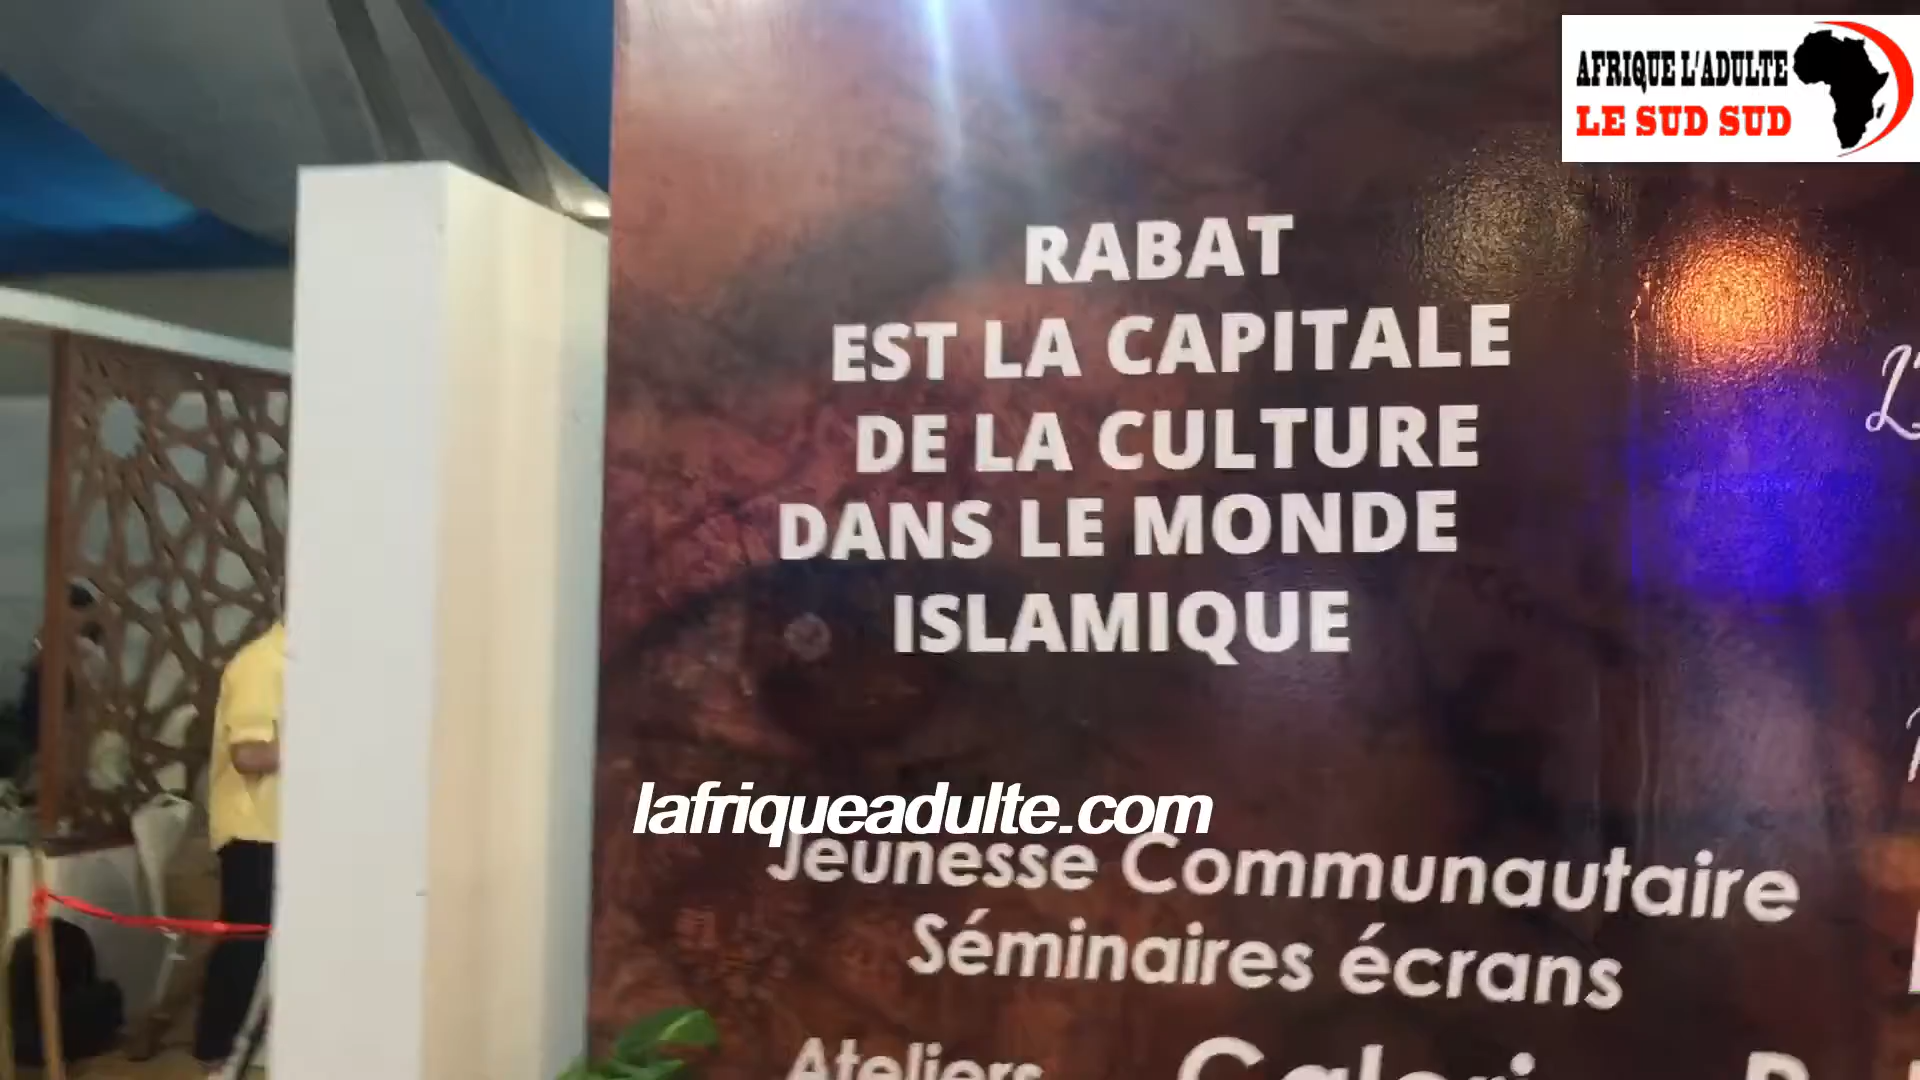 AFRIQUE L'ADULTE
LE SUD SUD
RABAT
EST LA CAPITALE
DE LA CULTURE
DANS LE MONDE
ISLAMIQUE
lafriqueadulte.com
Jeunesse Communautaire
Séminaires écrans
Ateliers